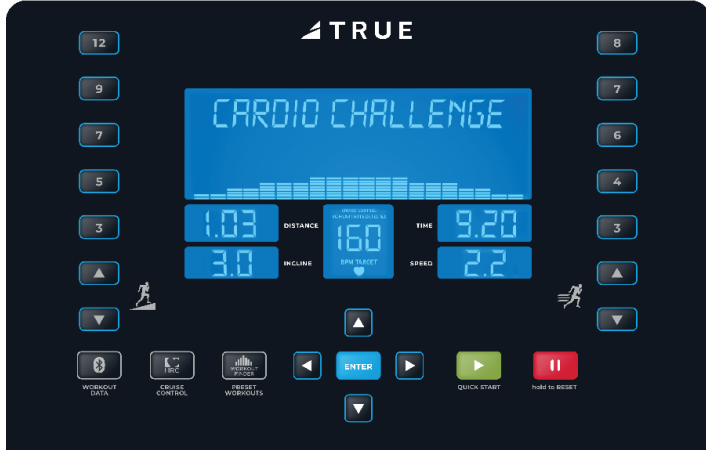 TRUE
12
8
CARDIO CHALLENGE
9
7
7
6
5
4
3
1.03 DISTANCE
160
BPM TARGET
TIME 9.20
3
3.0 INCLINE
SPEED 2.2
HRC
WORKOUT
FINDER
ENTER
WORKOUT
DATA
CRUISE
CONTROL
PRESET
WORKOUTS
QUICK START
hold to RESET